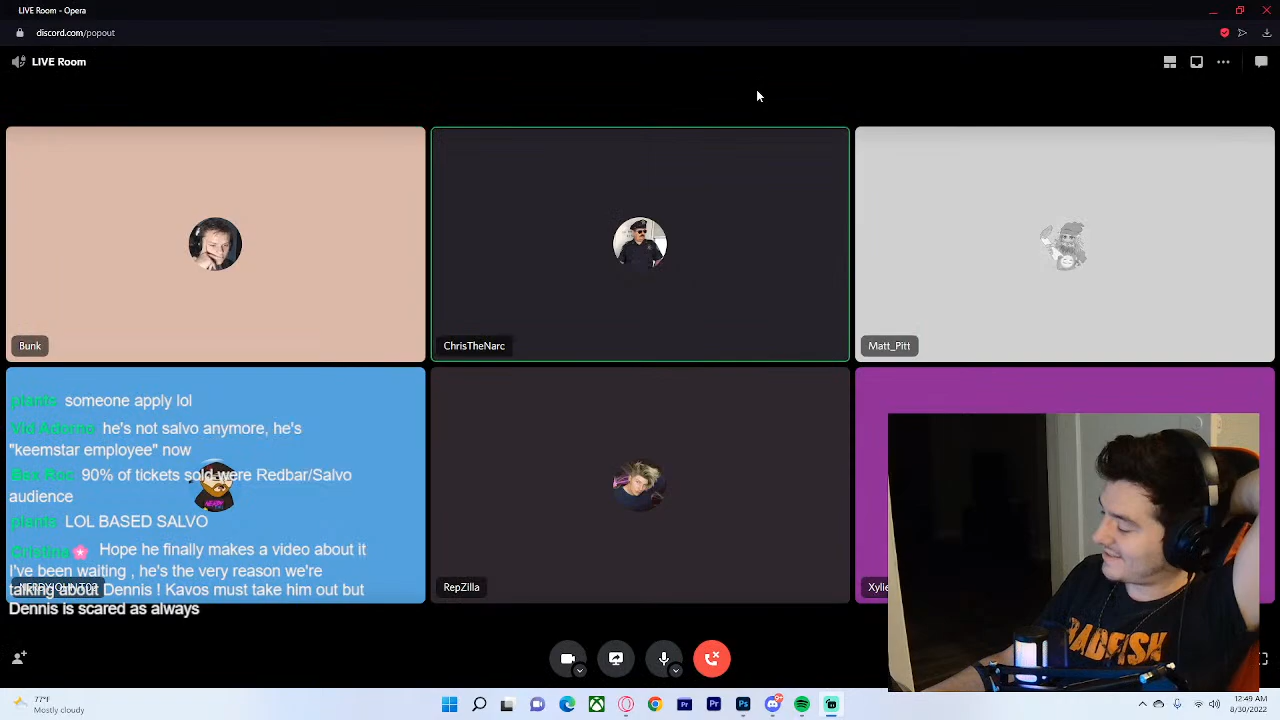 LIVE Room - Opera
discord.com/popout
LIVE Room
Bunk
ChrisTheNarc
Matt_Pitt
someone apply lol
he's not salvo anymore, he's
"keemstar employee" now
90% of tickets sold were Redbar/Salvo
audience
LOL BASED SALVO
Cristina🌸 Hope he finally makes a video about it
I've been waiting , he's the very reason we're
talking about Dennis ! Kavos must take him out but
Dennis is scared as always
RepZilla
Xylle
BADFISH
77°F
Mostly cloudy
12:49 AM
8/30/2022